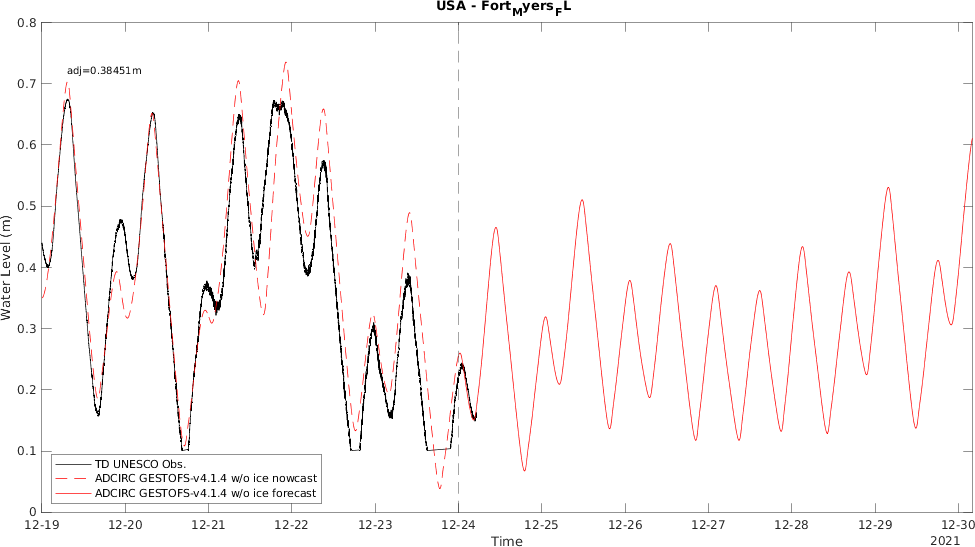 USA - FortMyersFL
0.8
adj=0.38451m
0.7
0.6
0.5
0.4
Water Level (m)
0.3
0.2
0.1
TD UNESCO Obs.
ADCIRC GESTOFS-v4.1.4 w/o ice nowcast
ADCIRC GESTOFS-v4.1.4 w/o ice forecast
0
12-19 12-20 12-21 12-22 12-23 12-24 12-25 12-26 12-27 12-28 12-29 12-30
Time
2021